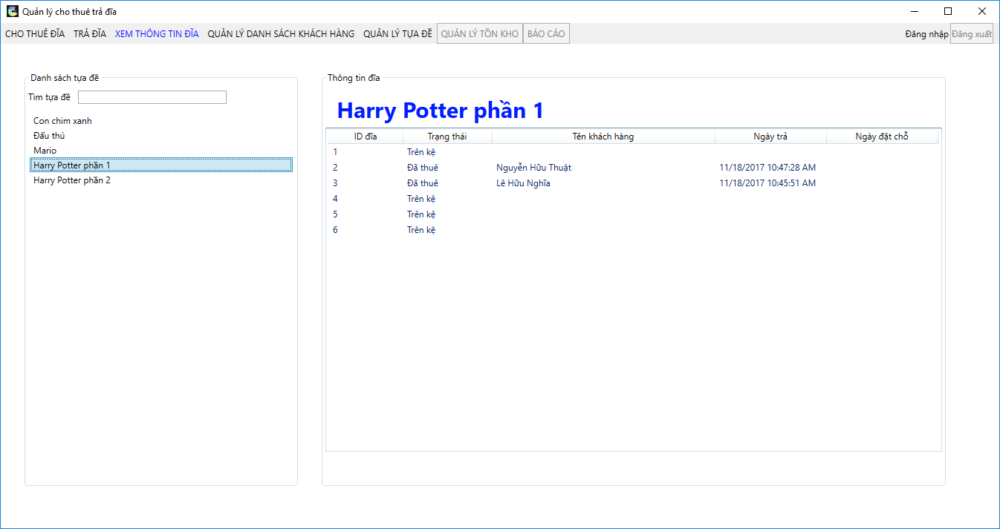 Quản lý cho thuê trả đĩa
CHO THUÊ ĐĨA TRẢ ĐĨA XEM THÔNG TIN ĐĨA QUẢN LÝ DANH SÁCH KHÁCH HÀNG QUẢN LÝ TỰA ĐỀ QUẢN LÝ TỒN KHO BÁO CÁO Đăng nhập Đăng xuất
Danh sách tựa đề
Tìm tựa đề
Con chim xanh
Đấu thú
Mario
Harry Potter phần 1
Harry Potter phần 2
Thông tin đĩa
Harry Potter phần 1
ID đĩa Trạng thái Tên khách hàng Ngày trả Ngày đặt chỗ
1 Trên kệ
2 Đã thuê Nguyễn Hữu Thuật 11/18/2017 10:47:28 AM
3 Đã thuê Lê Hữu Nghĩa 11/18/2017 10:45:51 AM
4 Trên kệ
5 Trên kệ
6 Trên kệ